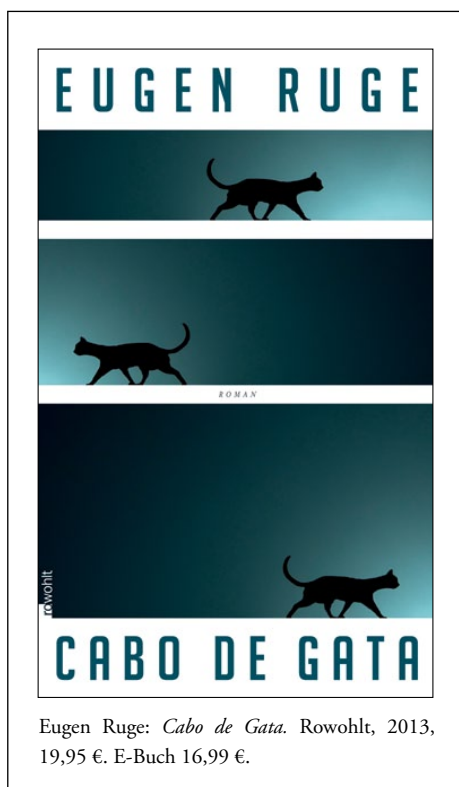 EUGEN RUGE
ROMAN
rowohlt
CABO DE GATA
Eugen Ruge: Cabo de Gata. Rowohlt, 2013,
19,95 €. E-Buch 16,99 €.